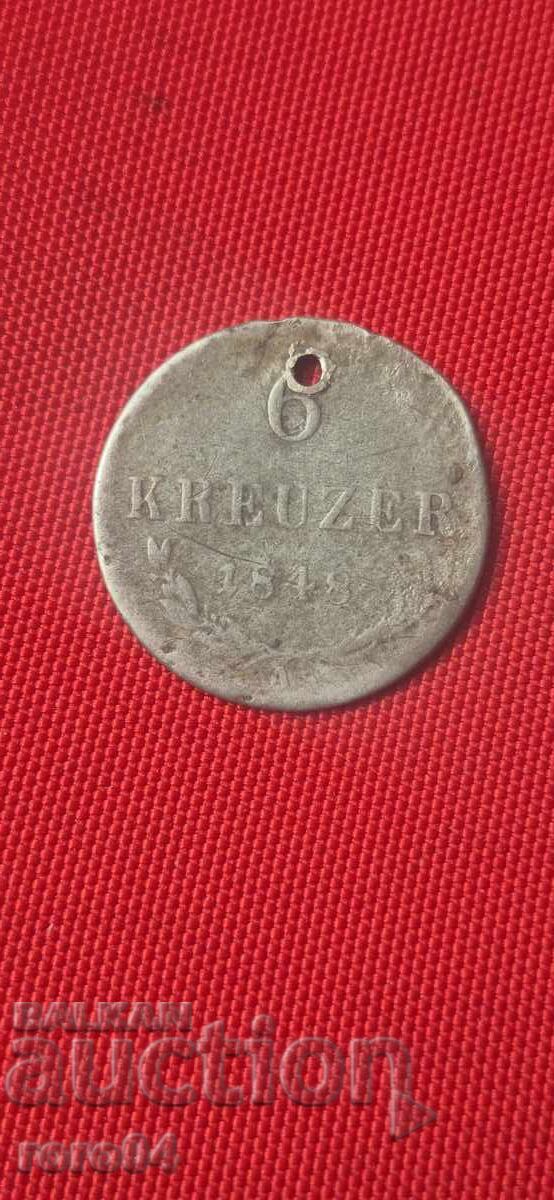 6
KREUZER
1848
A
BALKAN
auction
roro04